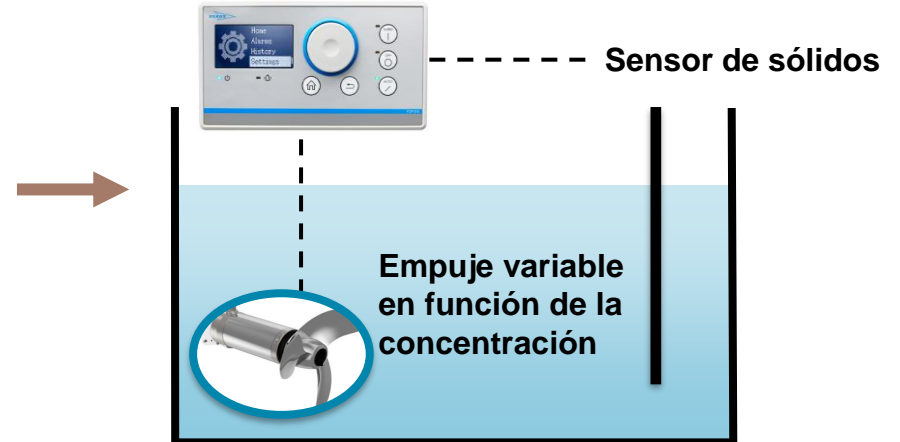 Home
Alarms
History
Settings
Sensor de sólidos
Empuje variable
en función de la
concentración